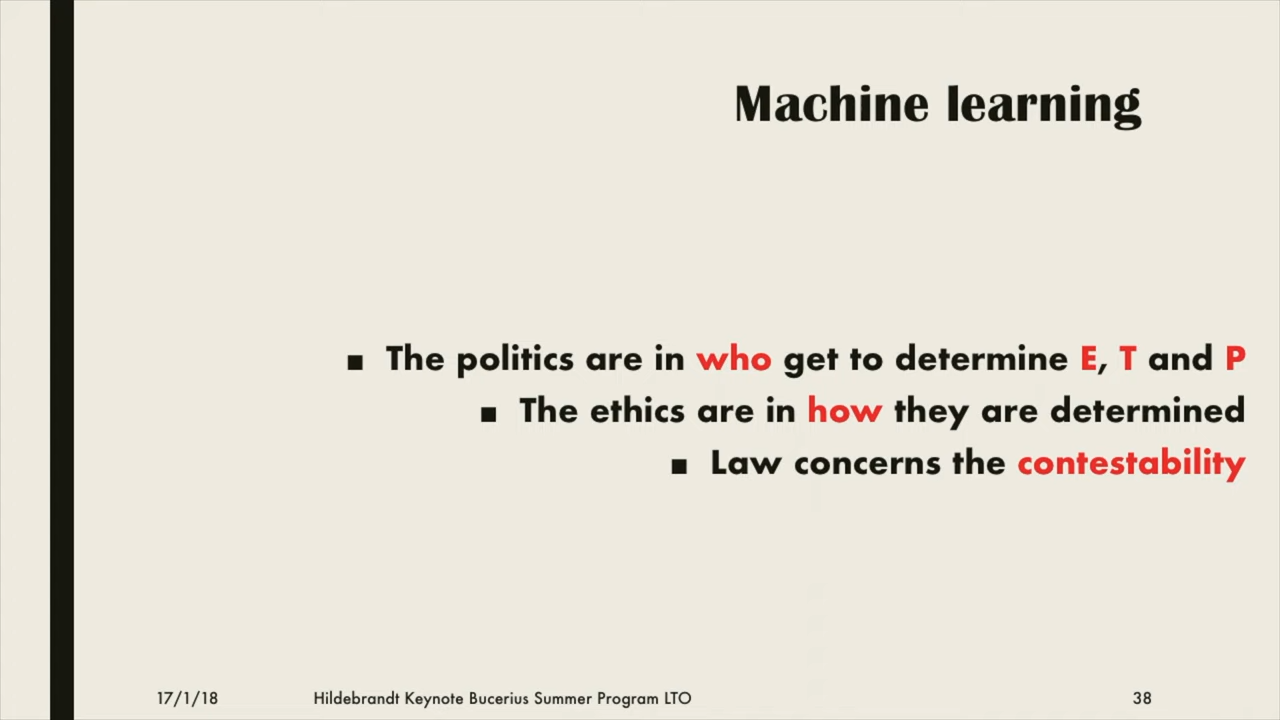 Machine learning
■ The politics are in who get to determine E, T and P
■ The ethics are in how they are determined
■ Law concerns the contestability
17/1/18 Hildebrandt Keynote Bucerius Summer Program LTO 38